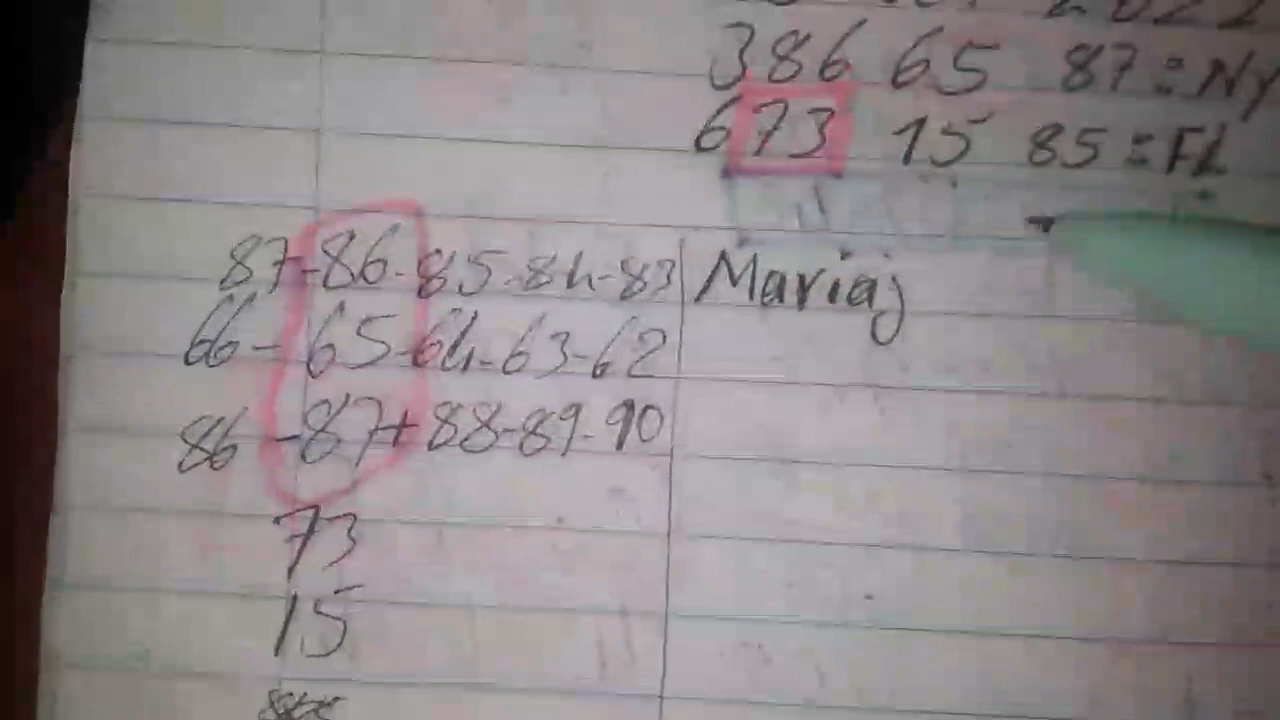 2022
386 65 87 = NY
673 15 85 = FL
87-86-85-84-83 Mariaj
66-65-64-63-62
86-87+88-89-90
73
15